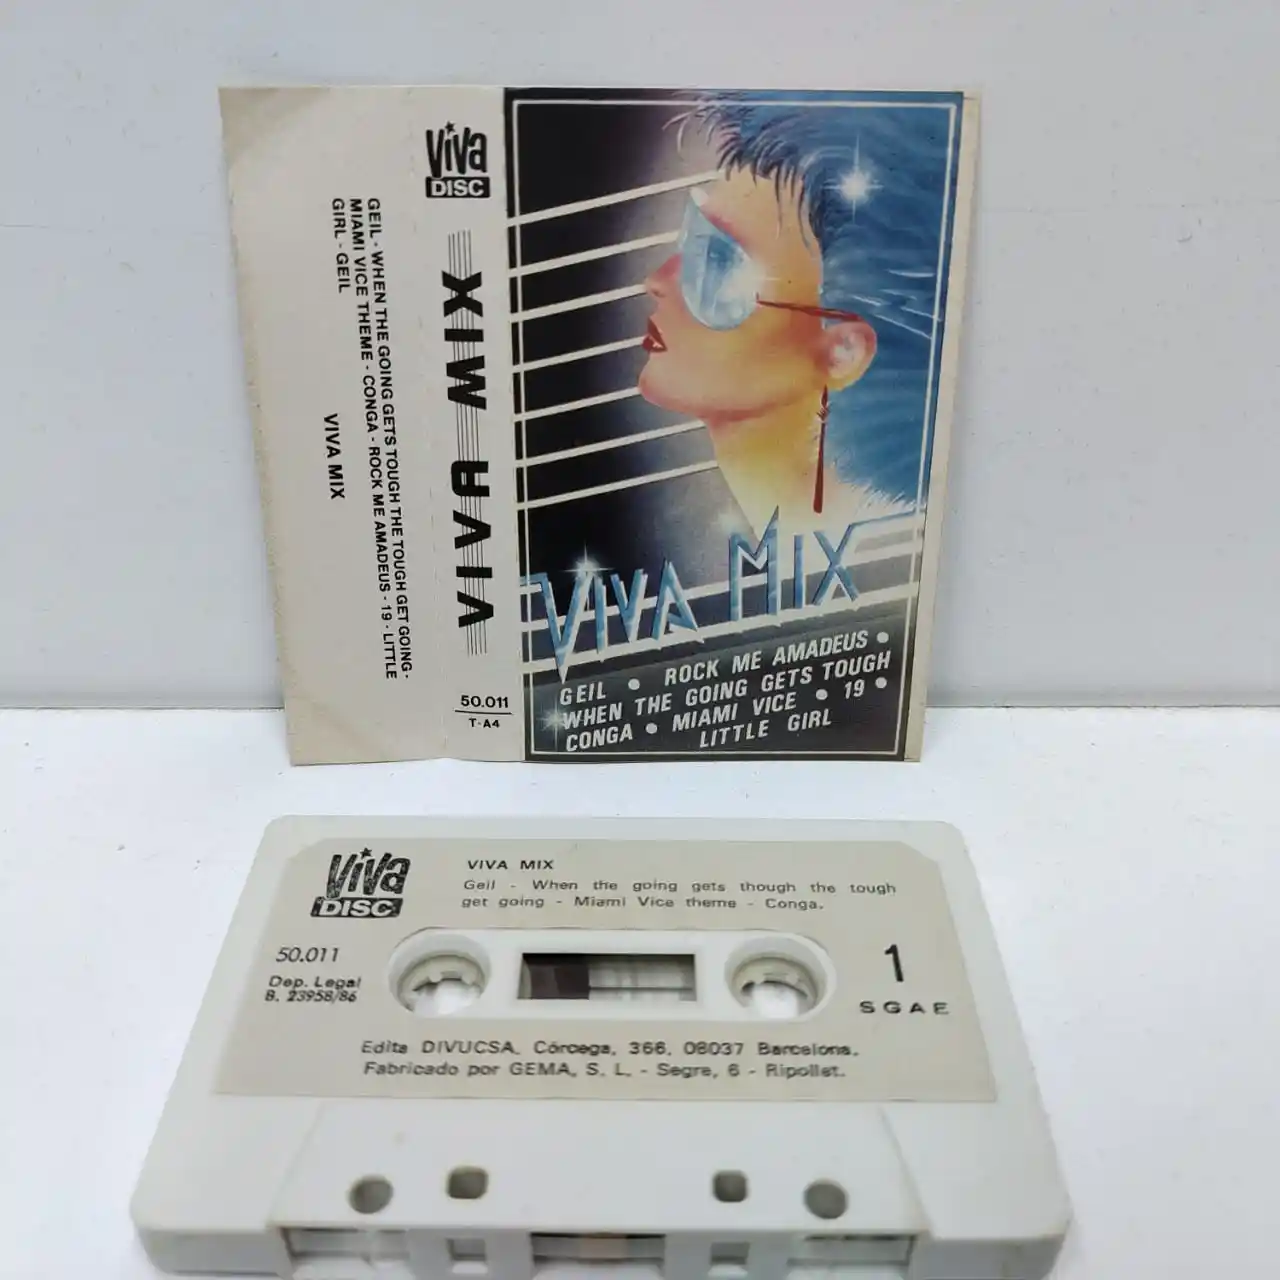 GEIL - WHEN THE GOING GETS TOUGH THE TOUGH GET GOING -
MIAMI VICE THEME - CONGA - ROCK ME AMADEUS - 19 - LITTLE
GIRL - GEIL
VIVA MIX
ViVa
DISC
VIVA MIX
50.011
T-A4
VIVA MIX
GEIL • ROCK ME AMADEUS •
WHEN THE GOING GETS TOUGH
CONGA • MIAMI VICE • 19 •
LITTLE GIRL
ViVa
DISC
VIVA MIX
Geil - When the going gets though the tough
get going - Miami Vice theme - Conga.
50.011
Dep. Legal
B. 23958/86
1
SGAE
Edita DIVUCSA. Córcega, 366, 08037 Barcelona.
Fabricado por GEMA, S. L. - Segre, 6 - Ripollet.